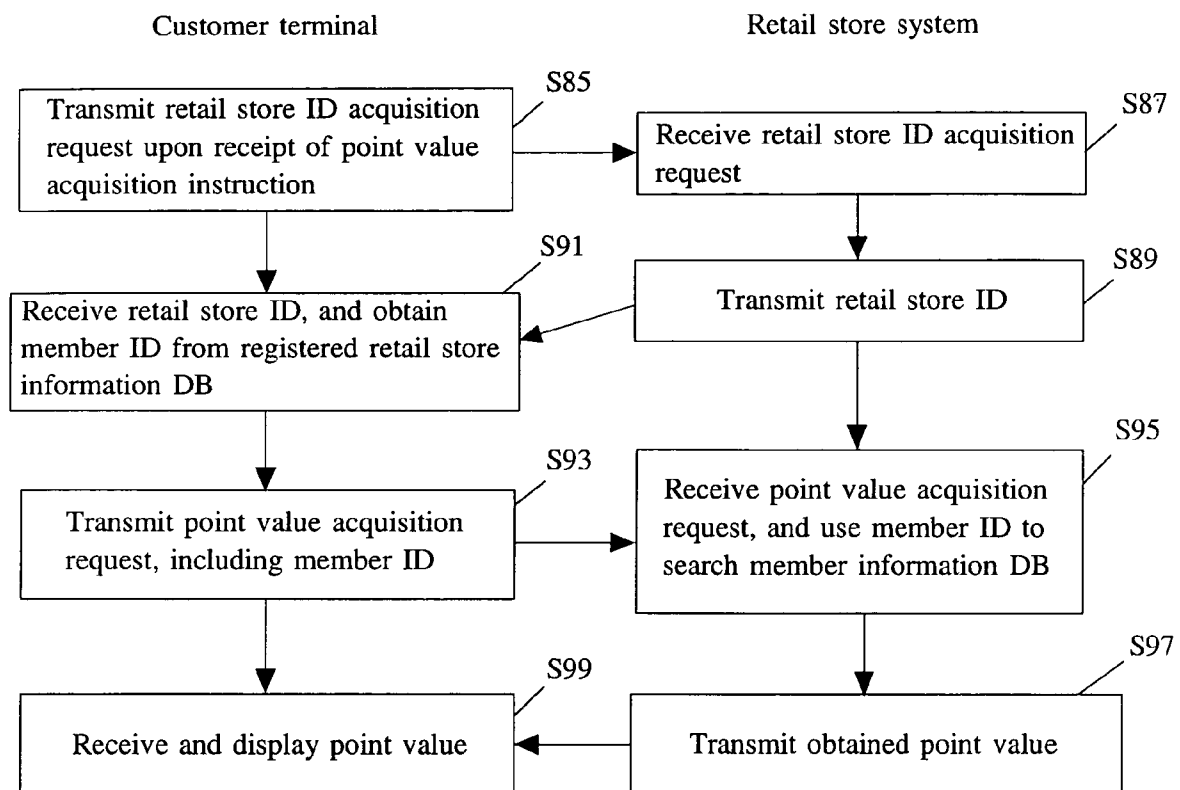 Customer terminal
Retail store system
S85
Transmit retail store ID acquisition
request upon receipt of point value
acquisition instruction
S87
Receive retail store ID acquisition
request
S91
Receive retail store ID, and obtain
member ID from registered retail store
information DB
S89
Transmit retail store ID
S93
Transmit point value acquisition
request, including member ID
S95
Receive point value acquisition
request, and use member ID to
search member information DB
S99
Receive and display point value
S97
Transmit obtained point value